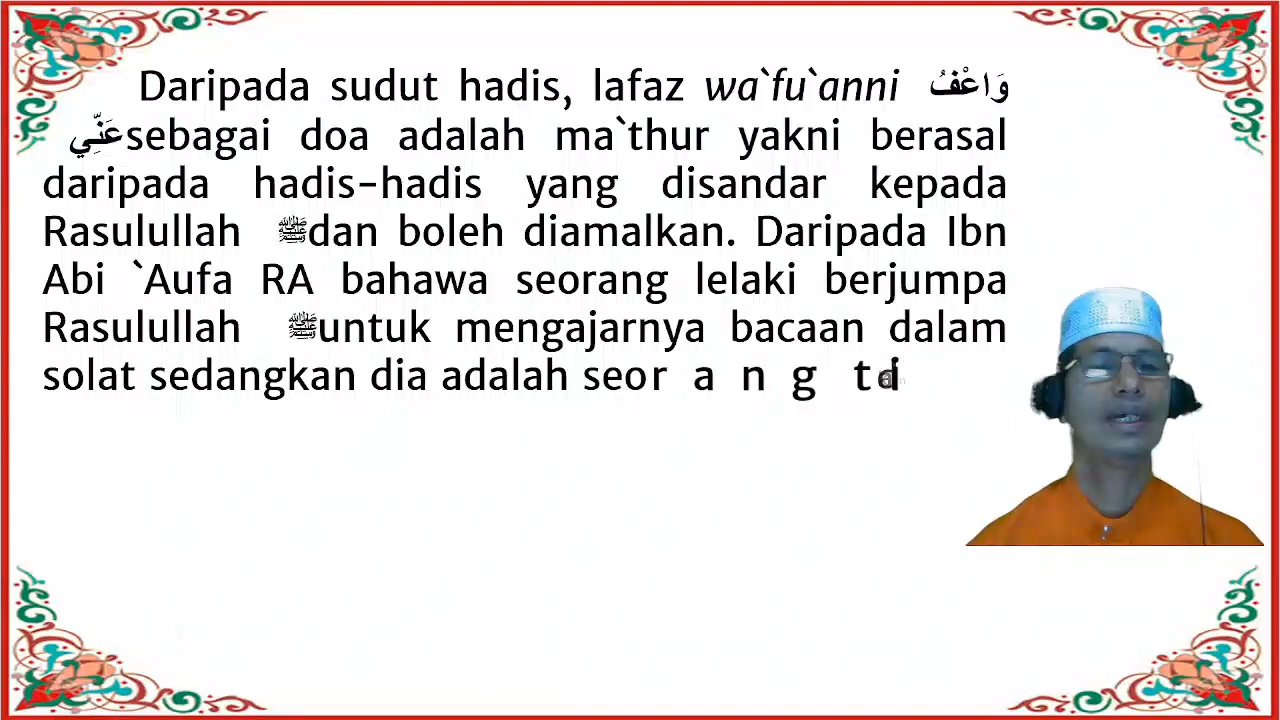 Daripada sudut hadis, lafaz wa`fu`anni وَاعْفُ
عَنِّي sebagai doa adalah ma`thur yakni berasal
daripada hadis-hadis yang disandar kepada
Rasulullah ﷺ dan boleh diamalkan. Daripada Ibn
Abi `Aufa RA bahawa seorang lelaki berjumpa
Rasulullah ﷺ untuk mengajarnya bacaan dalam
solat sedangkan dia adalah seorang